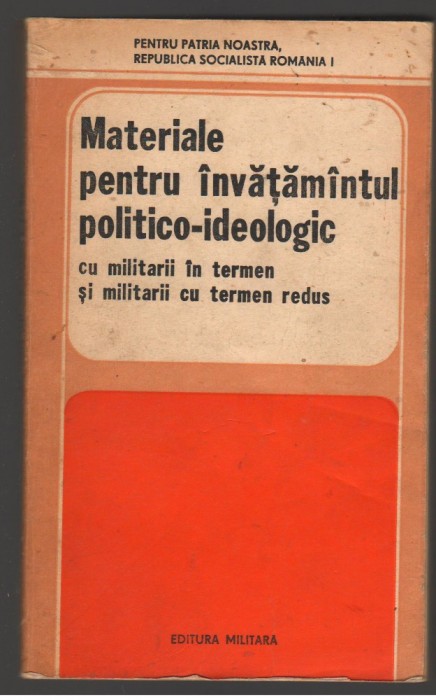 PENTRU PATRIA NOASTRA,
REPUBLICA SOCIALISTĂ ROMÂNIA !
Materiale
pentru învățămîntul
politico-ideologic
cu militarii în termen
și militarii cu termen redus
EDITURA MILITARA